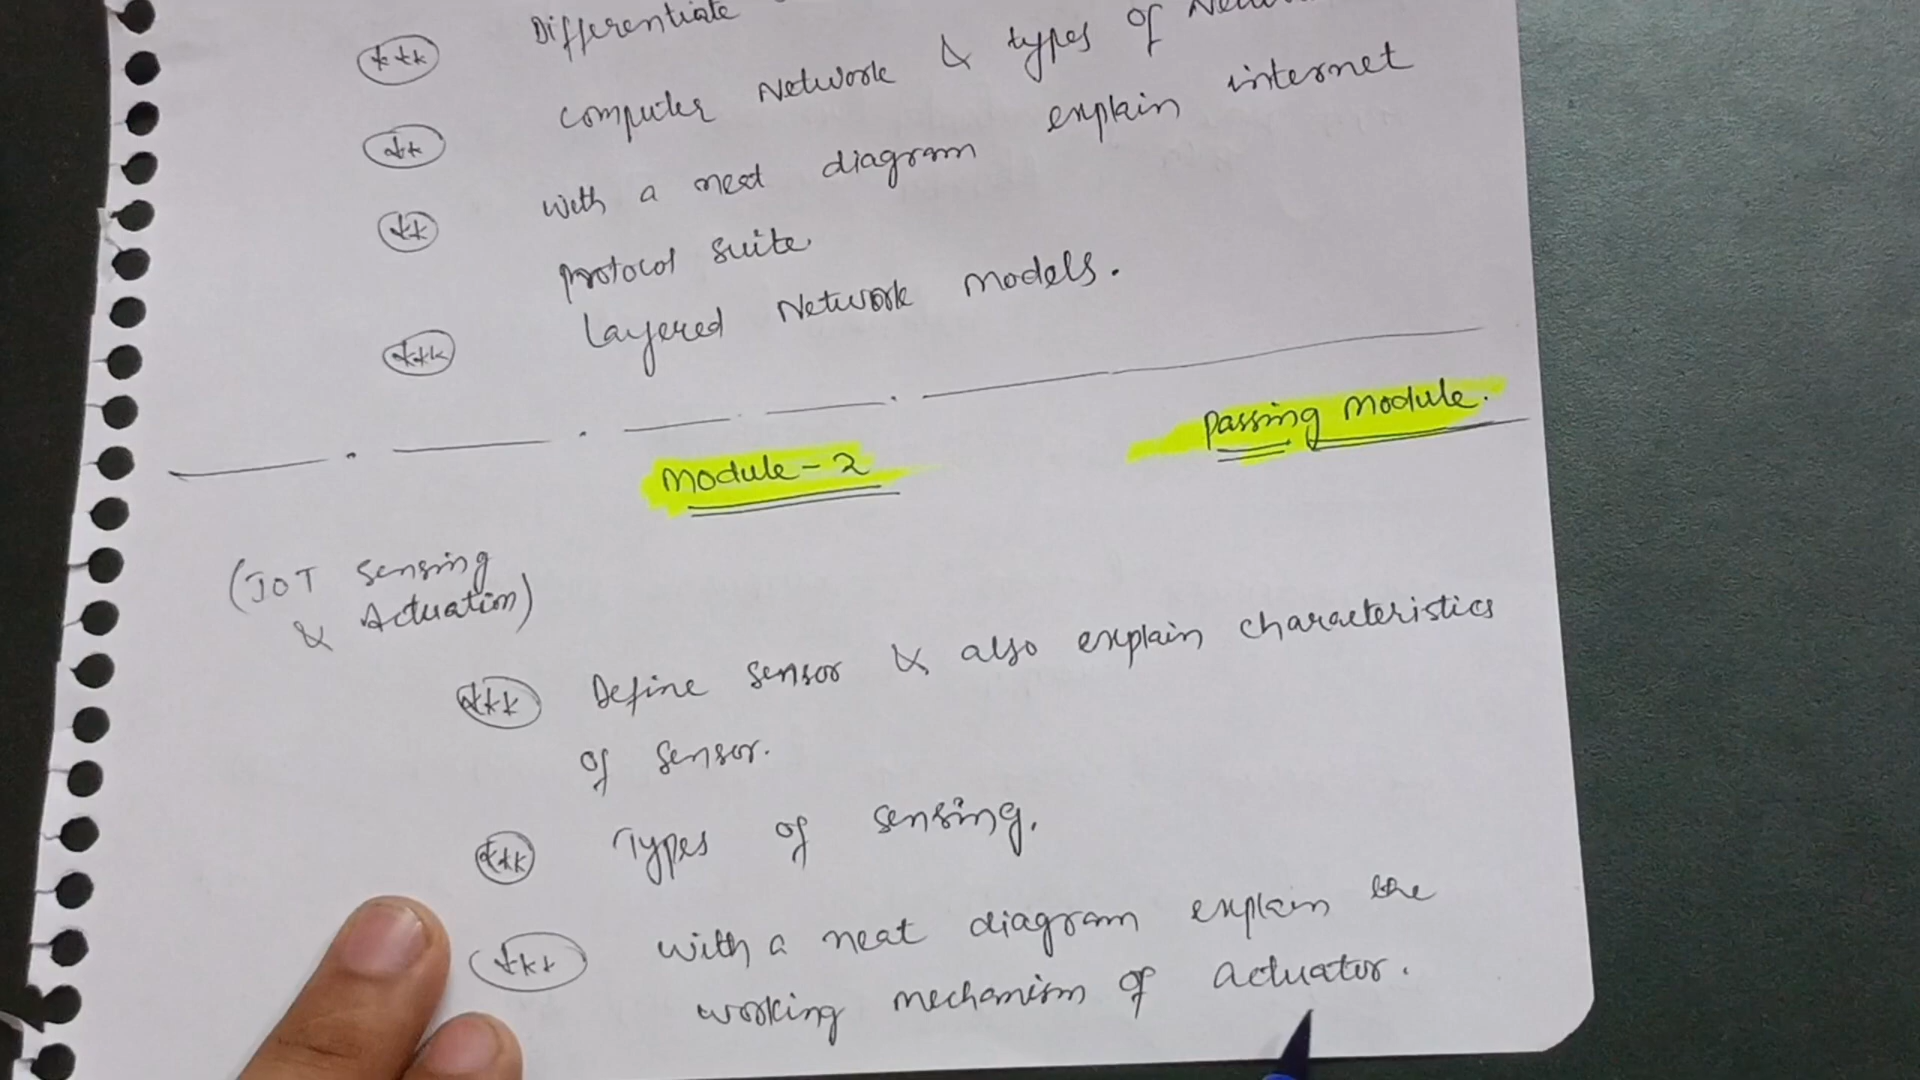 *** Differentiate
computer Network & types of
** with a neat diagram explain internet
** protocol suite
*** Layered Network models.
Passing Module.
Module-2
(IOT Sensing
& Actuation)
*** Define sensor & also explain characteristics
of sensor.
*** Types of sensing.
*** with a neat diagram explain the
working mechanism of actuator.